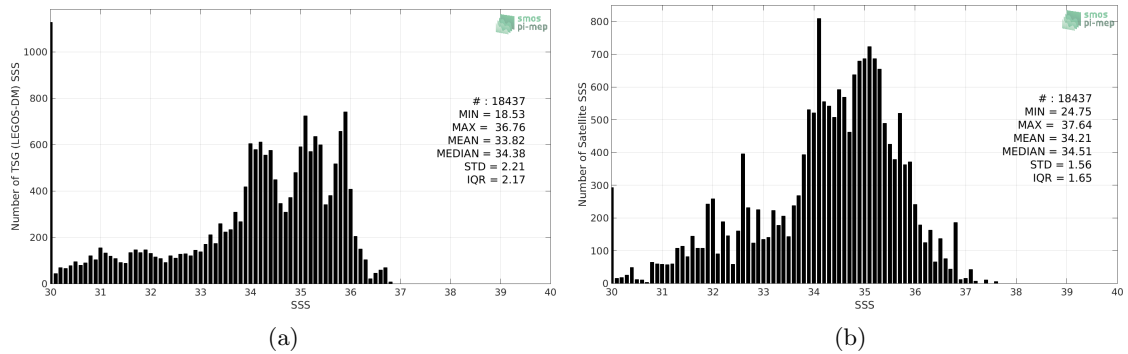 smos
pi-mep
Number of TSG (LEGOS-DM) SSS
1000
800
600
400
200
0
# : 18437
MIN = 18.53
MAX = 36.76
MEAN = 33.82
MEDIAN = 34.38
STD = 2.21
IQR = 2.17
30 31 32 33 34 35 36 37 38 39 40
SSS
(a)
smos
pi-mep
Number of Satellite SSS
800
700
600
500
400
300
200
100
0
# : 18437
MIN = 24.75
MAX = 37.64
MEAN = 34.21
MEDIAN = 34.51
STD = 1.56
IQR = 1.65
30 31 32 33 34 35 36 37 38 39 40
SSS
(b)